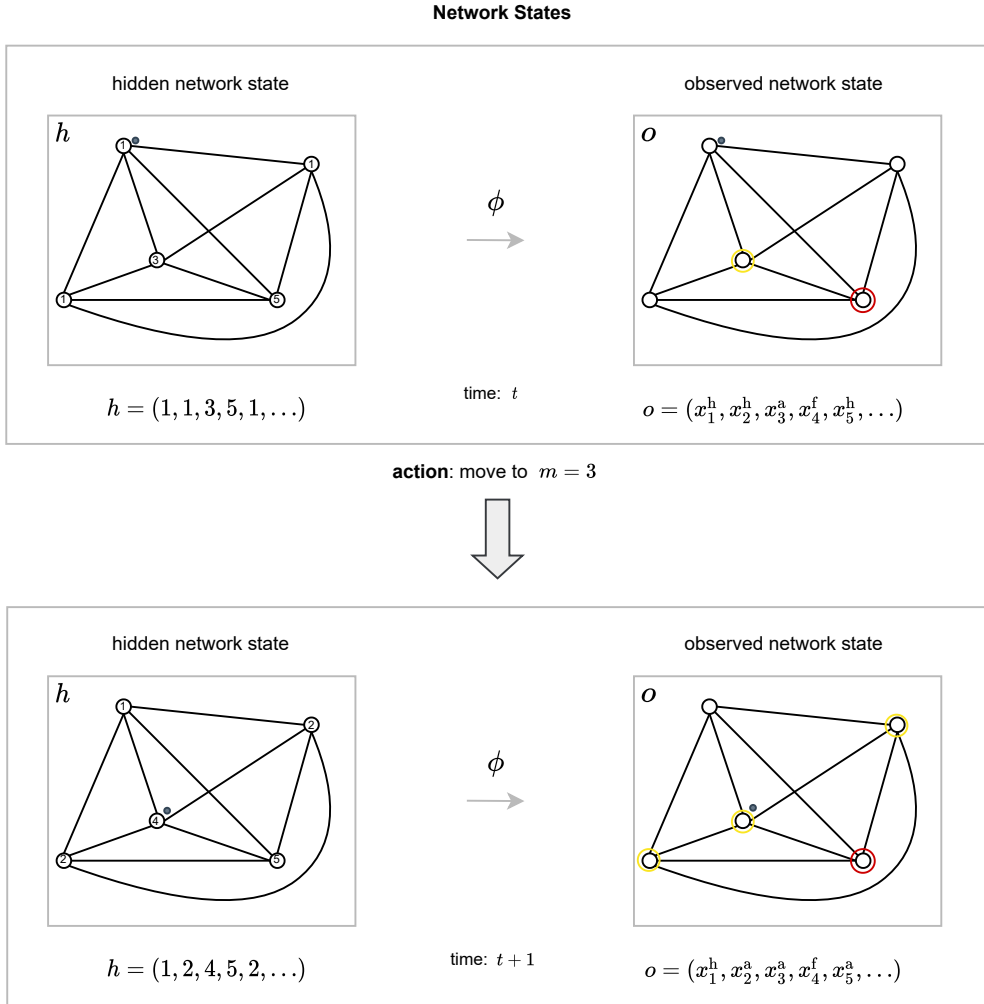 Network States
hidden network state
observed network state
h
1
1
3
1
5
ϕ
o
h = (1, 1, 3, 5, 1, …)
time: t
o = (x₁ʰ, x₂ʰ, x₃ᵃ, x₄ᶠ, x₅ʰ, …)
action: move to m = 3
hidden network state
observed network state
h
1
2
4
2
5
ϕ
o
h = (1, 2, 4, 5, 2, …)
time: t + 1
o = (x₁ʰ, x₂ᵃ, x₃ᵃ, x₄ᶠ, x₅ᵃ, …)